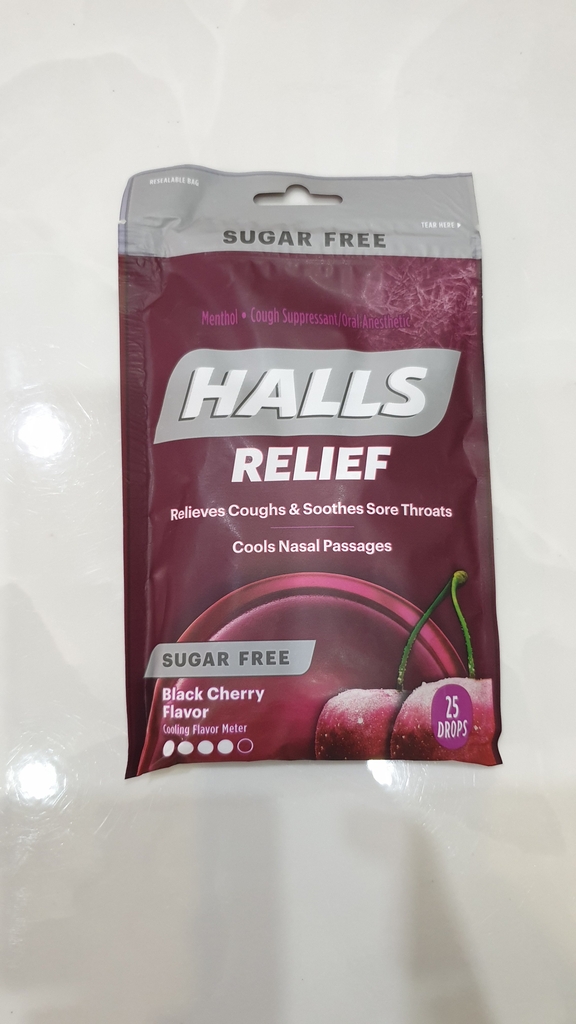 RESEALABLE BAG
TEAR HERE
SUGAR FREE
Menthol • Cough Suppressant/Oral Anesthetic
HALLS
RELIEF
Relieves Coughs & Soothes Sore Throats
Cools Nasal Passages
SUGAR FREE
Black Cherry
Flavor
Cooling Flavor Meter
25
DROPS